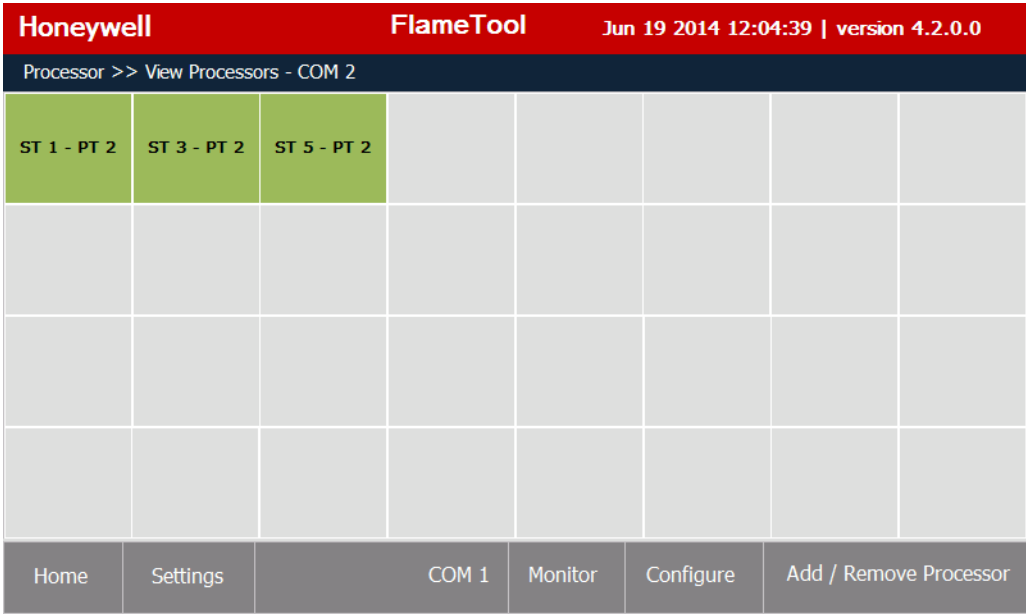 Honeywell FlameTool Jun 19 2014 12:04:39 | version 4.2.0.0
Processor >> View Processors - COM 2
ST 1 - PT 2 ST 3 - PT 2 ST 5 - PT 2
Home Settings COM 1 Monitor Configure Add / Remove Processor